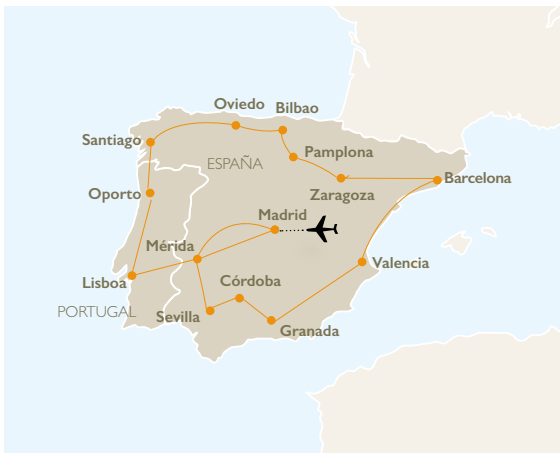 Oviedo
Bilbao
Santiago
Pamplona
ESPAÑA
Barcelona
Oporto
Zaragoza
Madrid
Mérida
Valencia
Lisboa
Córdoba
PORTUGAL
Sevilla
Granada